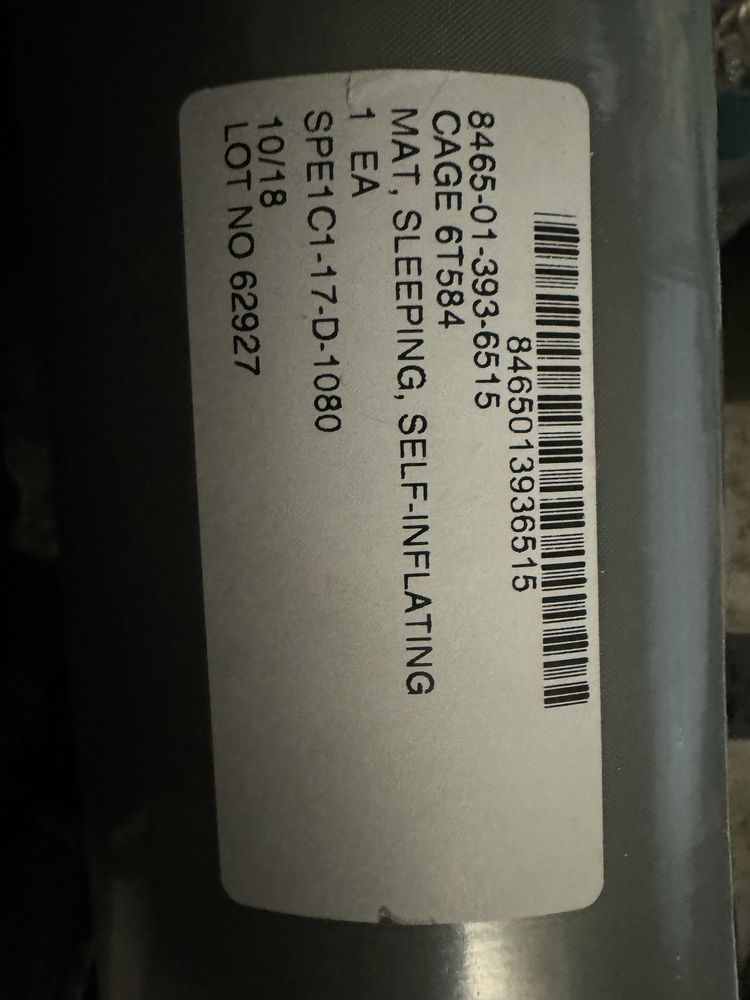 8465013936515
8465-01-393-6515
CAGE 6T584
MAT, SLEEPING, SELF-INFLATING
1 EA
SPE1C1-17-D-1080
10/18
LOT NO 62927